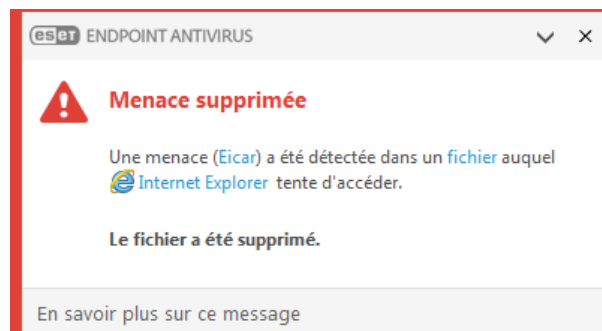 eset ENDPOINT ANTIVIRUS
Menace supprimée
Une menace (Eicar) a été détectée dans un fichier auquel
Internet Explorer tente d'accéder.
Le fichier a été supprimé.
En savoir plus sur ce message